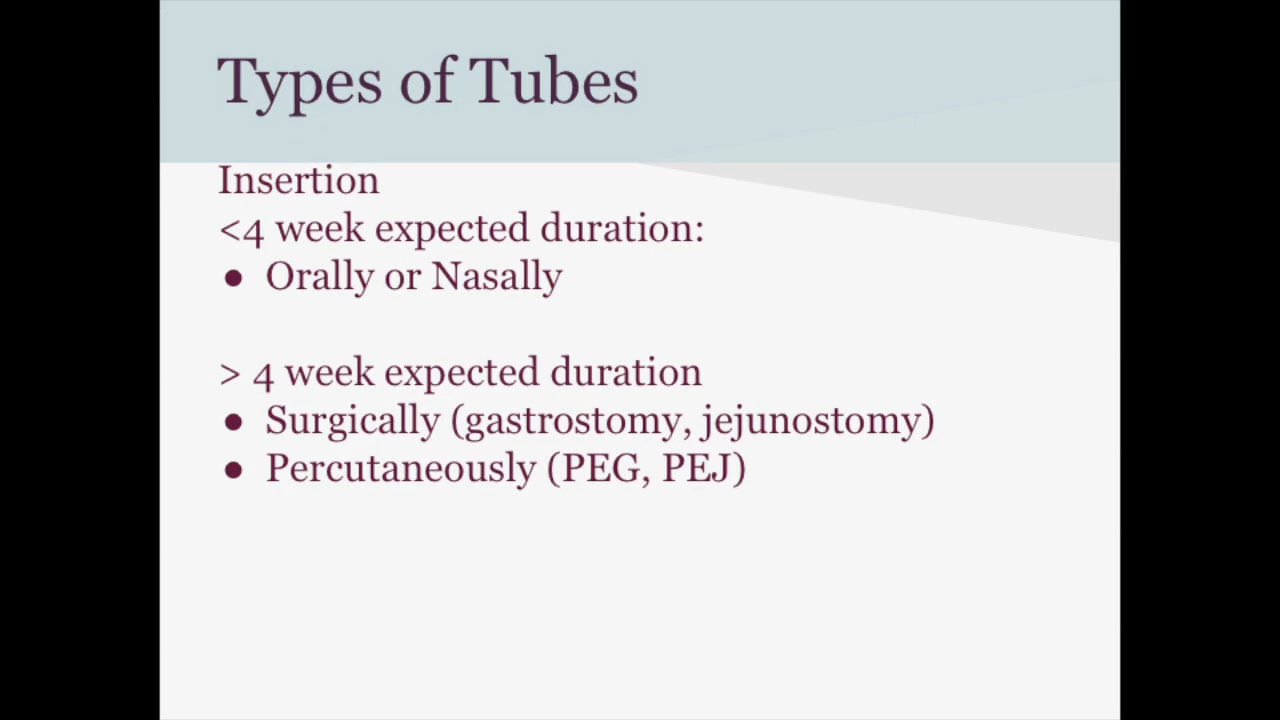 Types of Tubes
Insertion
<4 week expected duration:
● Orally or Nasally
> 4 week expected duration
● Surgically (gastrostomy, jejunostomy)
● Percutaneously (PEG, PEJ)